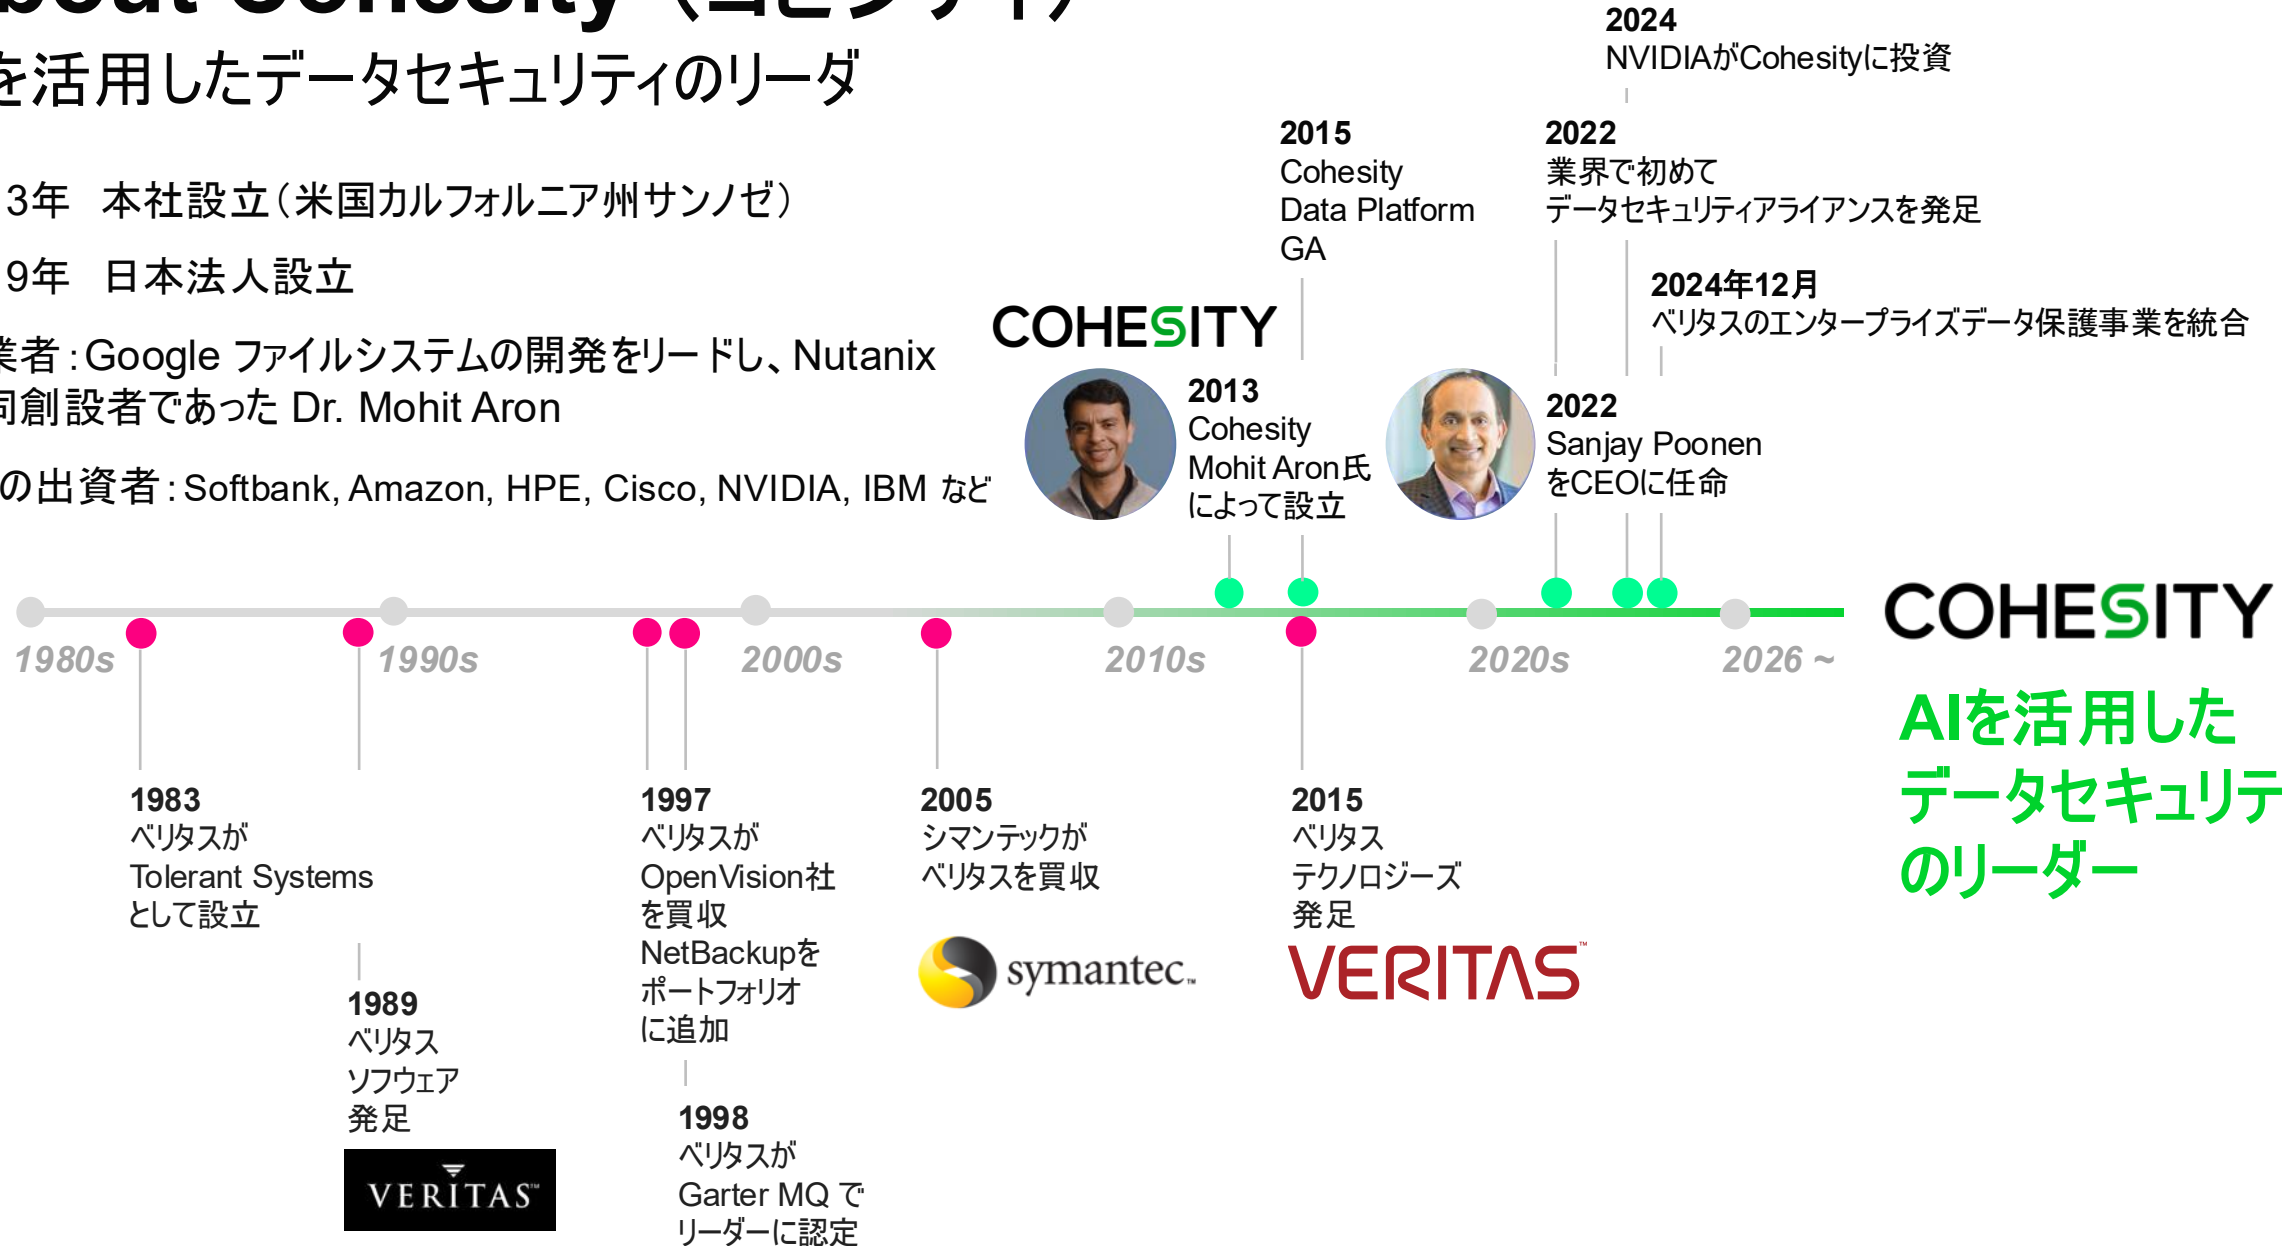 About Cohesity（コヒシティ）
を活用したデータセキュリティのリーダ
3年　本社設立（米国カルフォルニア州サンノゼ）
9年　日本法人設立
業者：Google ファイルシステムの開発をリードし、Nutanix
同創設者であった Dr. Mohit Aron
の出資者：Softbank, Amazon, HPE, Cisco, NVIDIA, IBM など
2024
NVIDIAがCohesityに投資
2015
Cohesity
Data Platform
GA
2022
業界で初めて
データセキュリティアライアンスを発足
2024年12月
ベリタスのエンタープライズデータ保護事業を統合
COHESITY
2013
Cohesity
Mohit Aron氏
によって設立
2022
Sanjay Poonen
をCEOに任命
1980s
1990s
2000s
2010s
2020s
2026 ~
COHESITY
AIを活用した
データセキュリテ
のリーダー
1983
ベリタスが
Tolerant Systems
として設立
1989
ベリタス
ソフウェア
発足
VERITAS™
1997
ベリタスが
OpenVision社
を買収
NetBackupを
ポートフォリオ
に追加
1998
ベリタスが
Garter MQ で
リーダーに認定
2005
シマンテックが
ベリタスを買収
symantec™
2015
ベリタス
テクノロジーズ
発足
VERITAS™